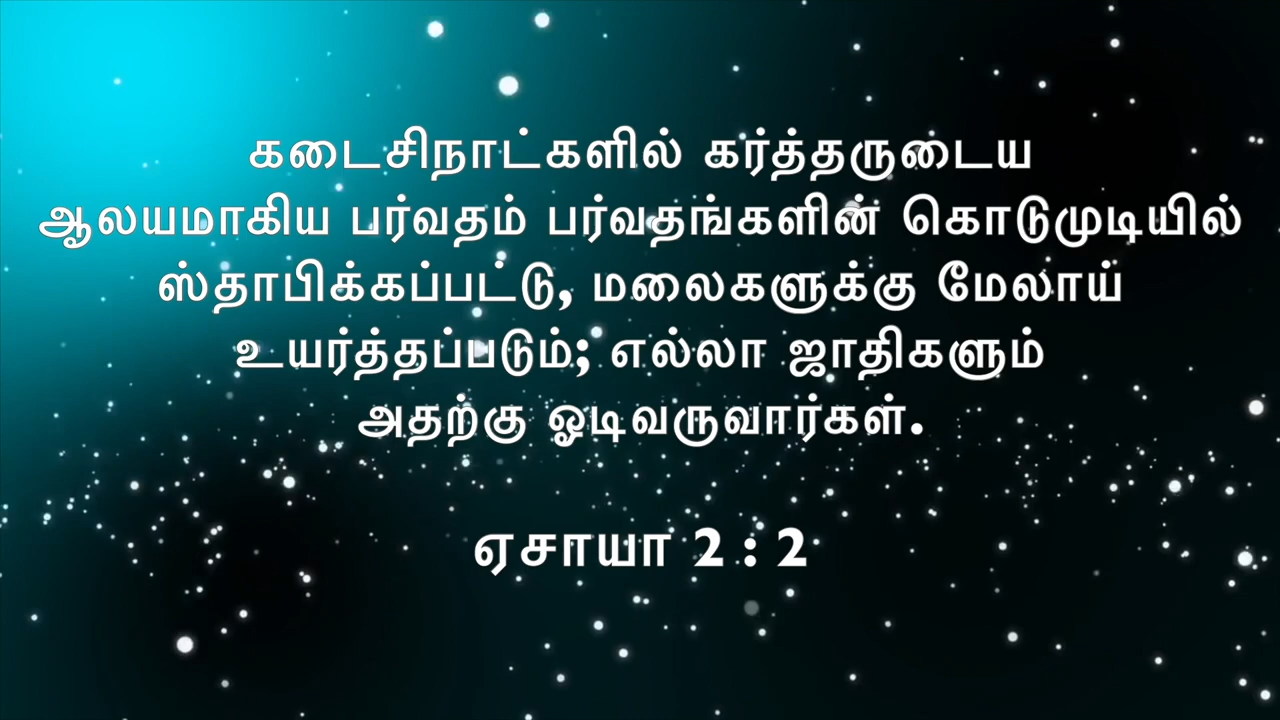 கடைசிநாட்களில் கர்த்தருடைய
ஆலயமாகிய பர்வதம் பர்வதங்களின் கொடுமுடியில்
ஸ்தாபிக்கப்பட்டு, மலைகளுக்கு மேலாய்
உயர்த்தப்படும்; எல்லா ஜாதிகளும்
அதற்கு ஓடிவருவார்கள்.
ஏசாயா 2 : 2